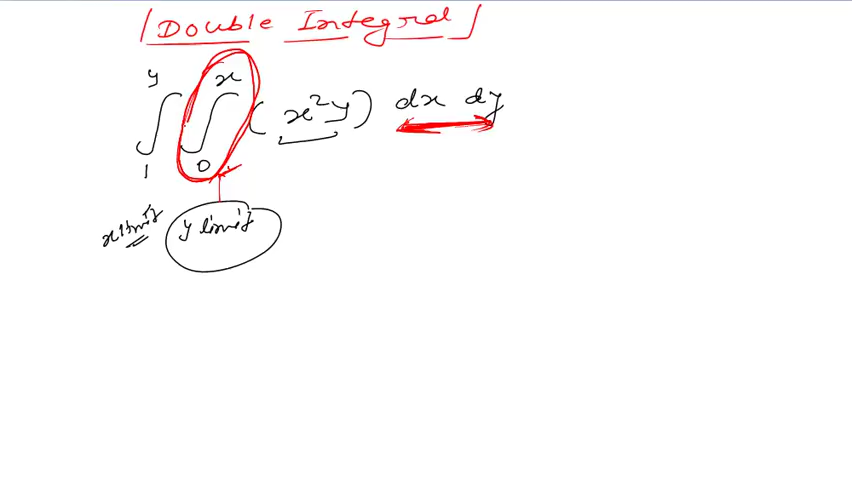 Double Integral
∫₁^y ∫₀^x (x²y) dx dy
x limit y limit